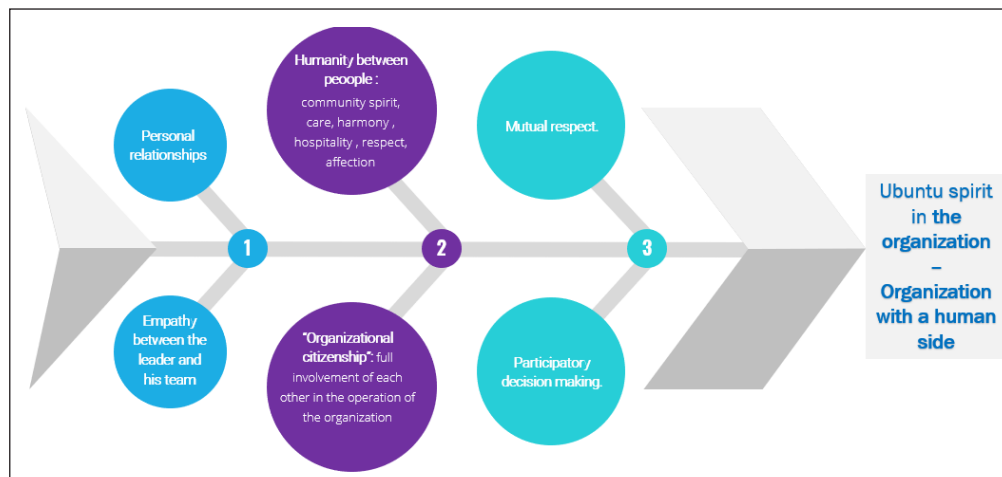 Personal
relationships
Humanity between
peoople :
community spirit,
care, harmony ,
hospitality , respect,
affection
Mutual respect.
1
2
3
Empathy
between the
leader and
his team
"Organizational
citizenship": full
involvement of each
other in the operation of
the organization
Participatory
decision making.
Ubuntu spirit
in the
organization
–
Organization
with a human
side